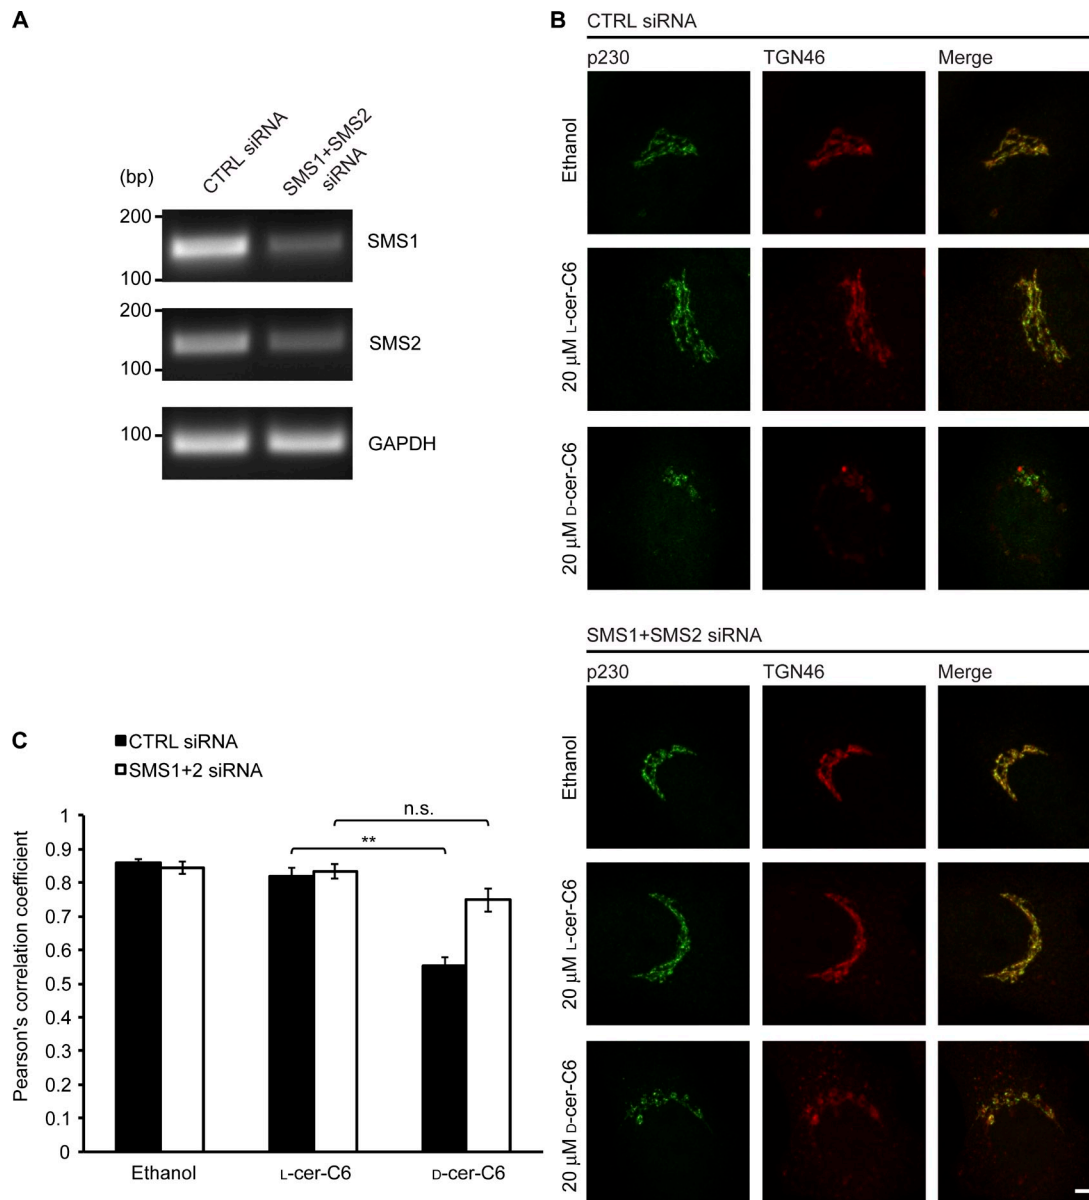 A
(bp)
CTRL siRNA
SMS1+SMS2
siRNA
200
100
SMS1
200
100
SMS2
100
GAPDH
B
CTRL siRNA
p230 TGN46 Merge
Ethanol
20 µM L-cer-C6
20 µM D-cer-C6
SMS1+SMS2 siRNA
p230 TGN46 Merge
Ethanol
20 µM L-cer-C6
20 µM D-cer-C6
C
CTRL siRNA
SMS1+2 siRNA
Pearson's correlation coefficient
1
0.9
0.8
0.7
0.6
0.5
0.4
0.3
0.2
0.1
0
n.s.
**
Ethanol L-cer-C6 D-cer-C6